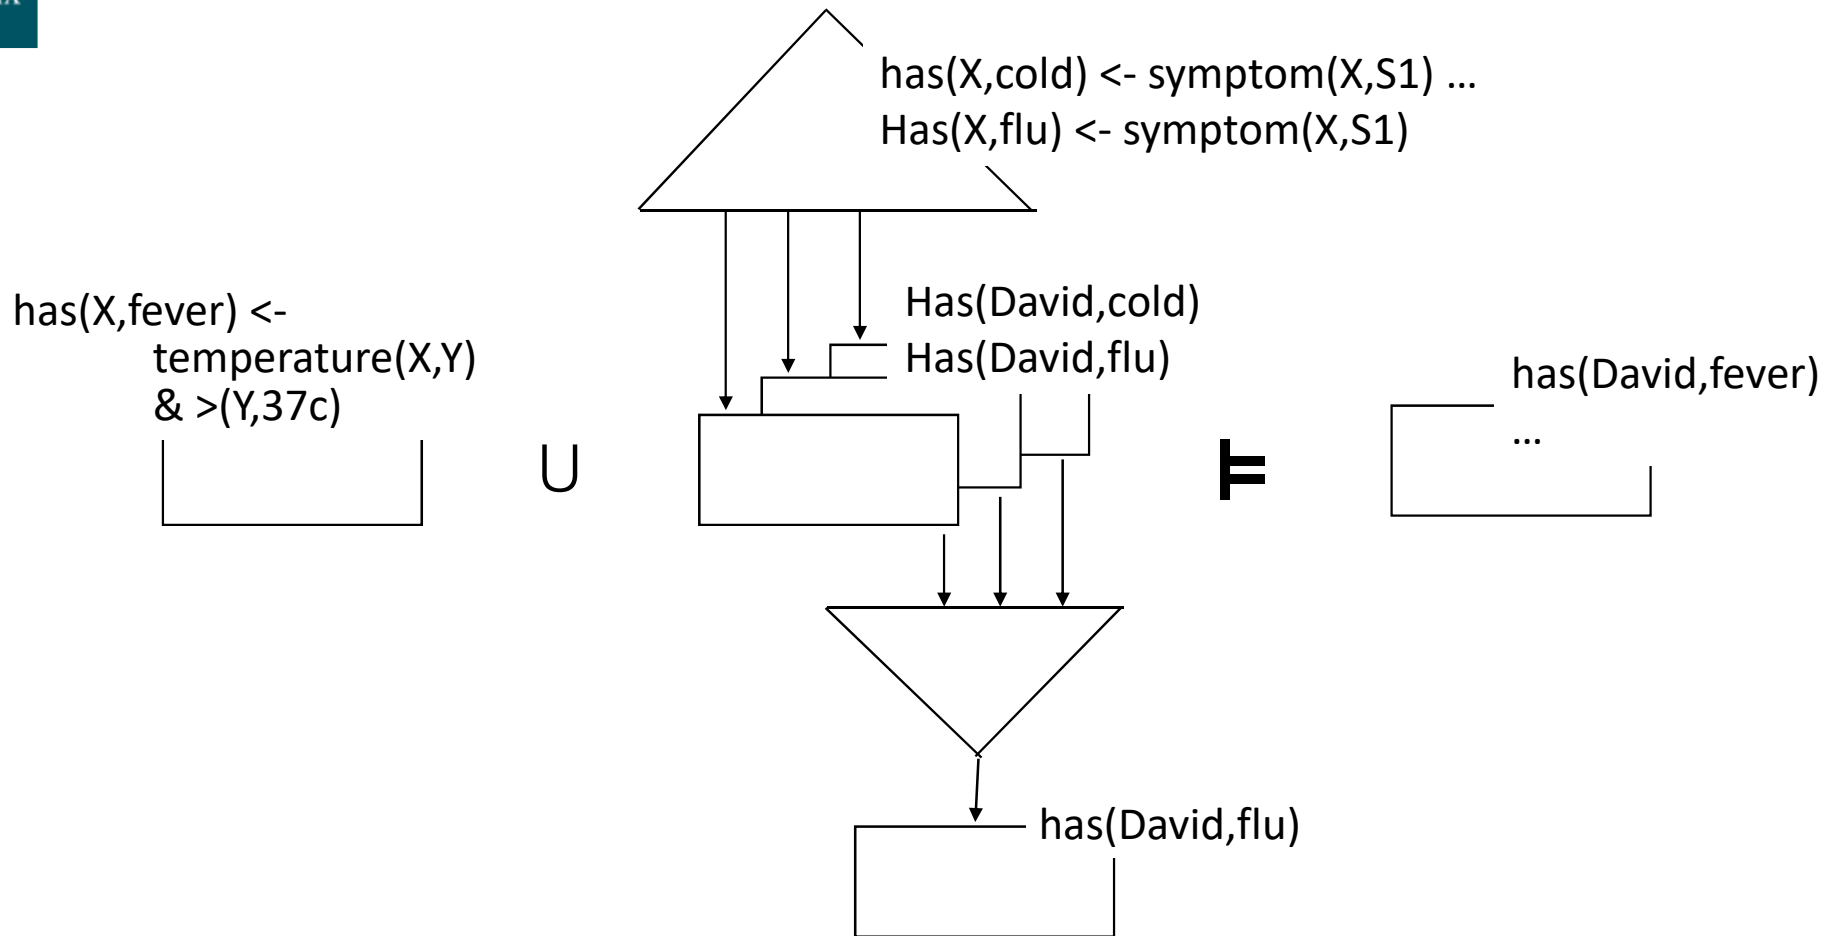 has(X,cold) <- symptom(X,S1) …
Has(X,flu) <- symptom(X,S1)
has(X,fever) <-
temperature(X,Y)
& >(Y,37c)
∪
Has(David,cold)
Has(David,flu)
⊧
has(David,fever)
…
has(David,flu)